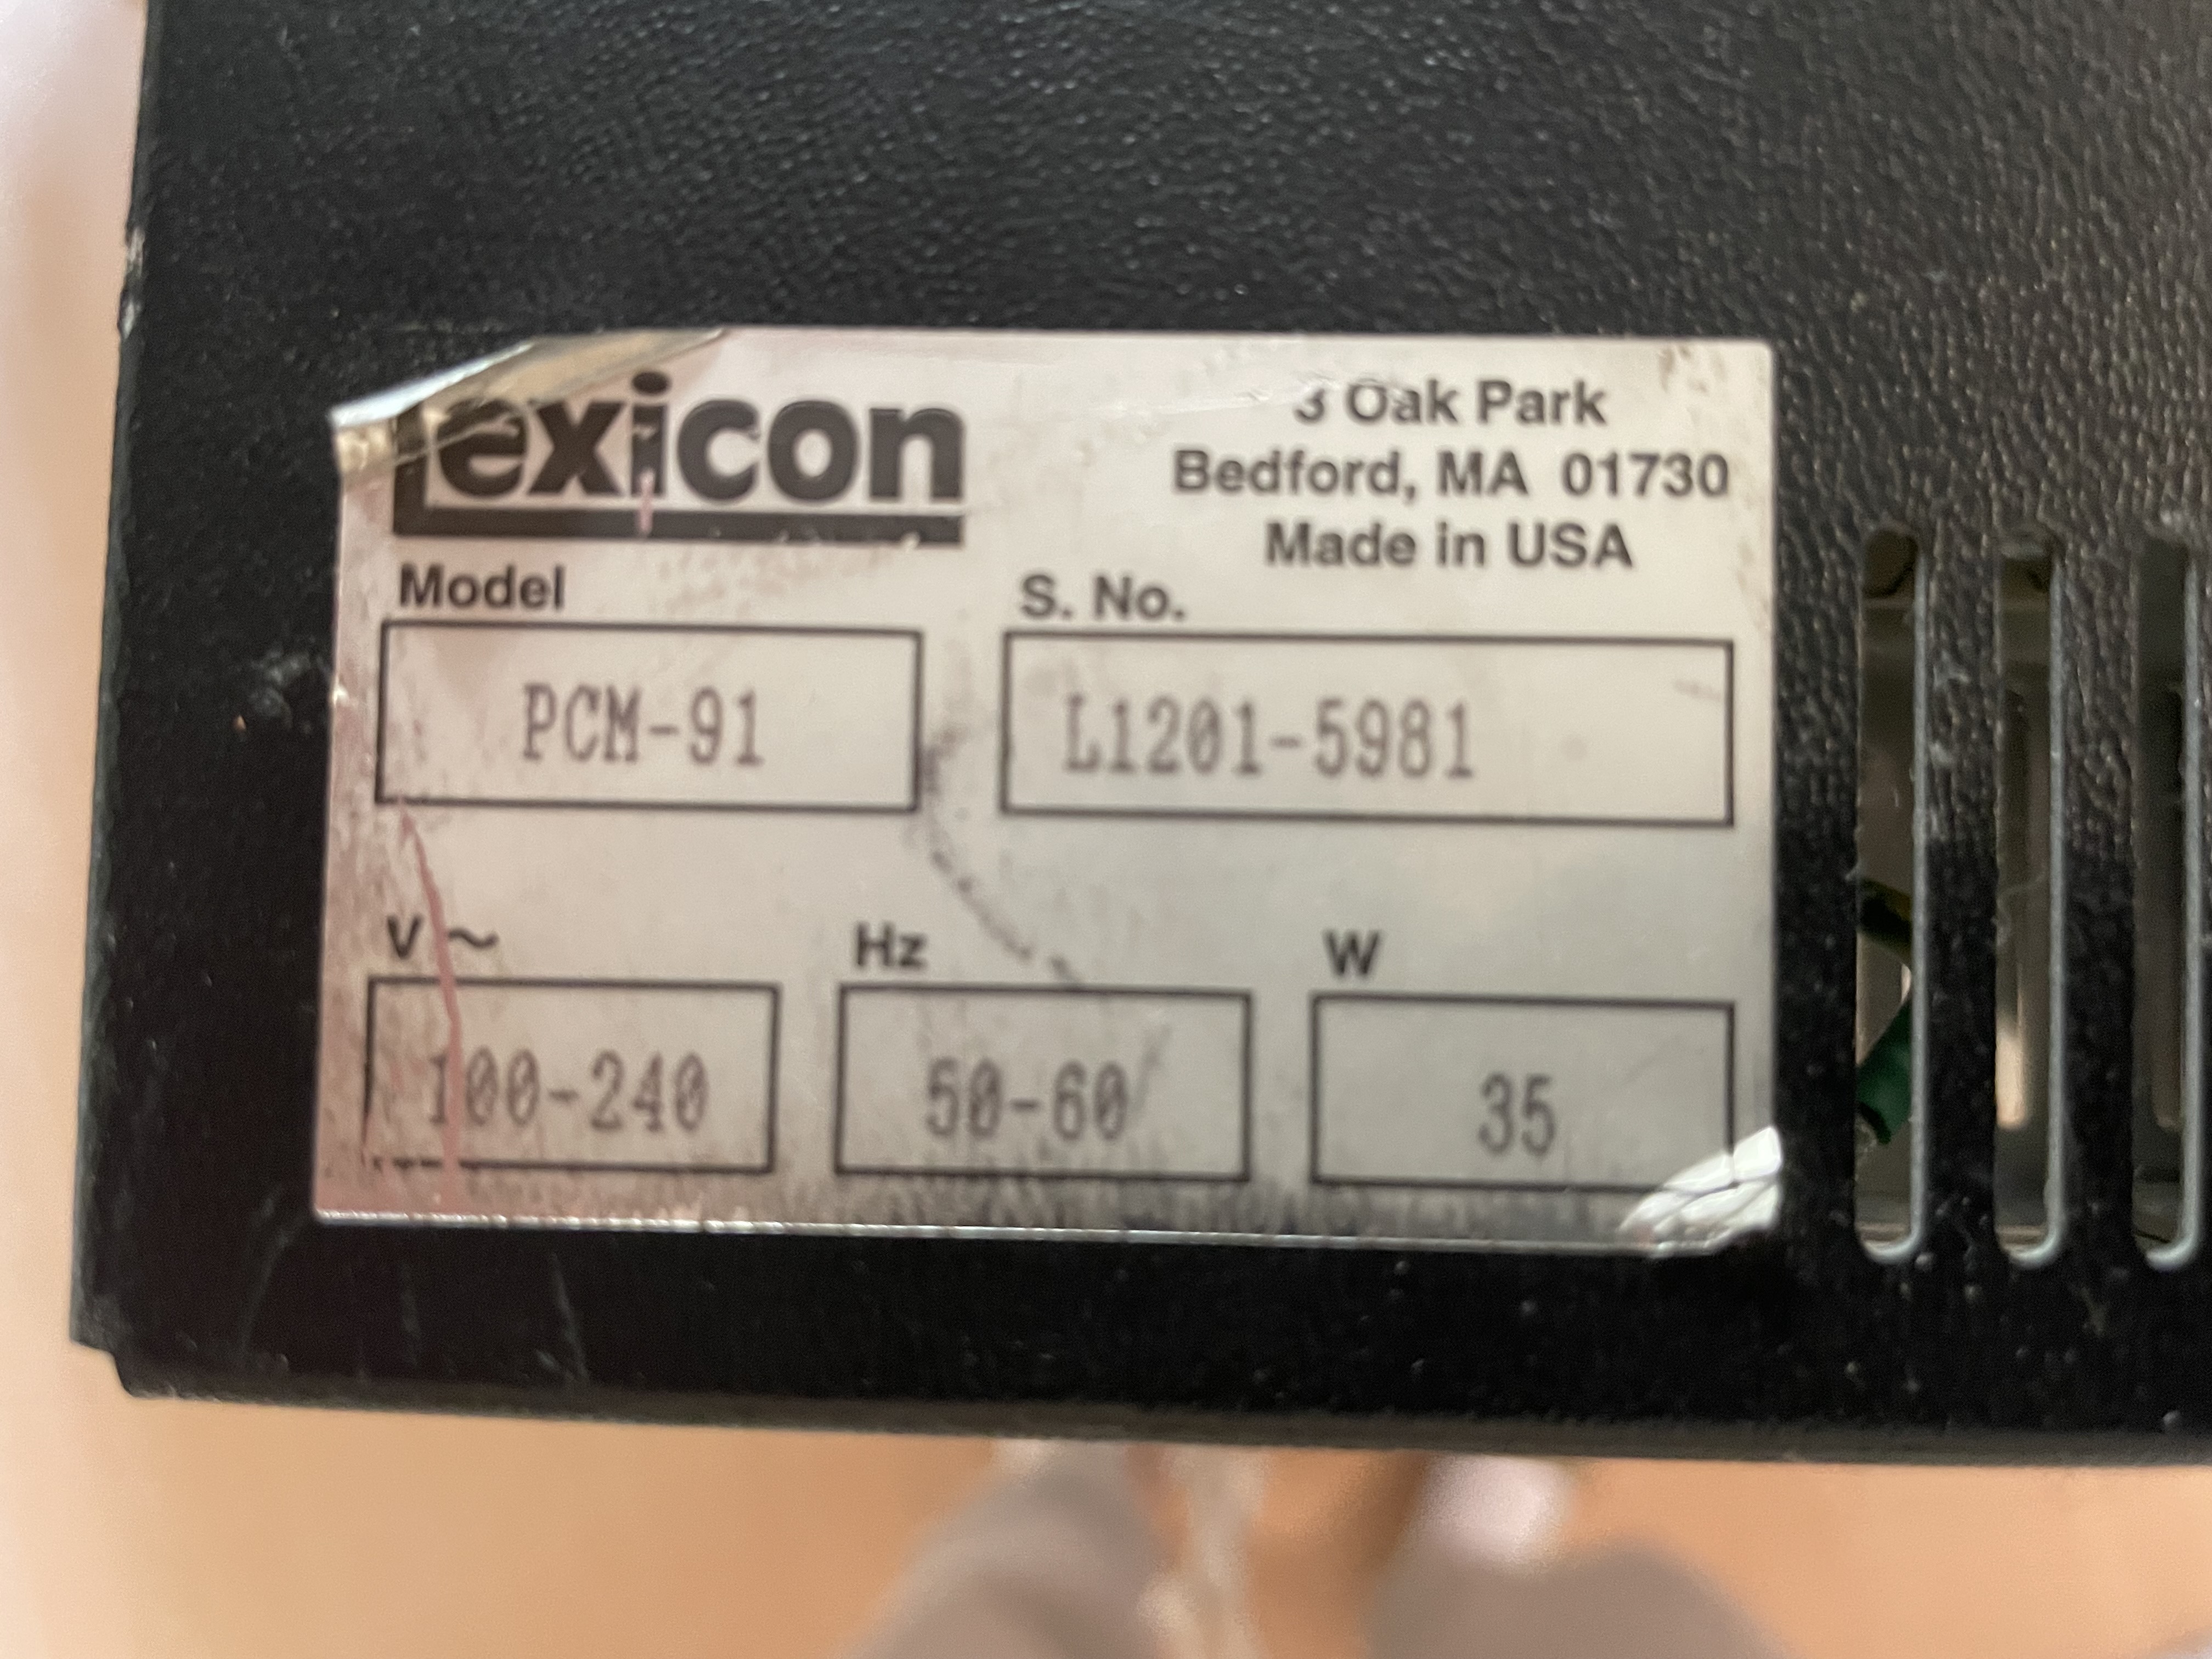 lexicon
3 Oak Park
Bedford, MA 01730
Made in USA
Model
S. No.
PCM-91
L1201-5981
V ~
Hz
W
100-240
50-60
35